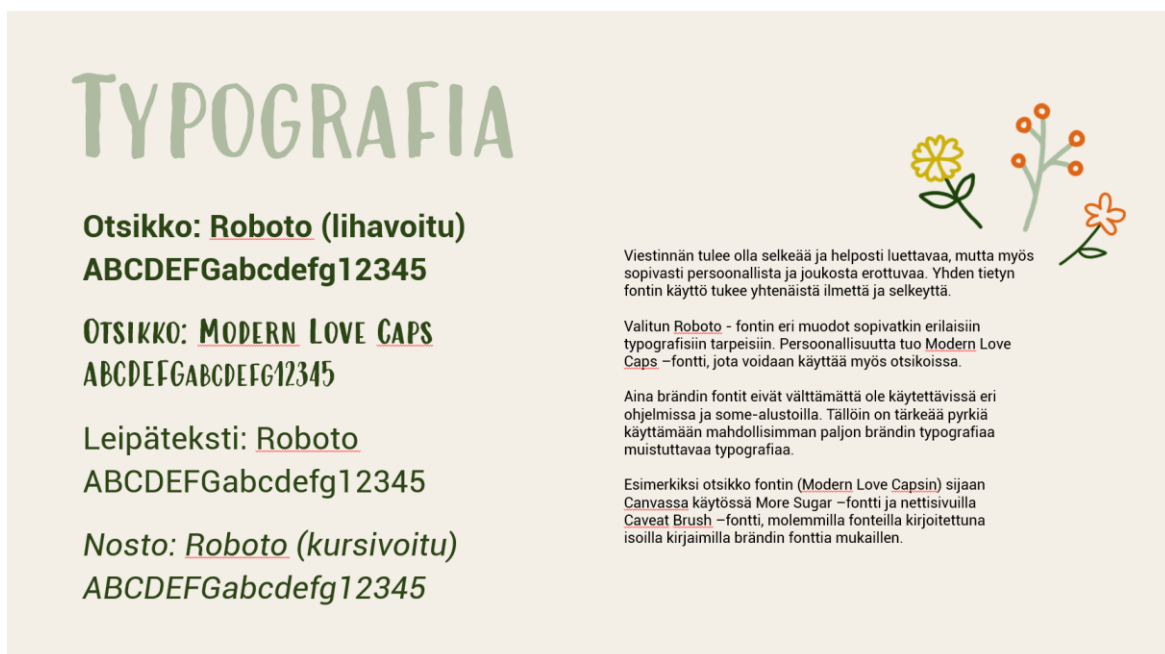 TYPOGRAFIA
Otsikko: Roboto (lihavoitu)
ABCDEFGabcdefg12345
OTSIKKO: MODERN LOVE CAPS
ABCDEFGABCDEFG12345
Leipäteksti: Roboto
ABCDEFGabcdefg12345
Nosto: Roboto (kursivoitu)
ABCDEFGabcdefg12345
Viestinnän tulee olla selkeää ja helposti luettavaa, mutta myös
sopivasti persoonallista ja joukosta erottuvaa. Yhden tietyn
fontin käyttö tukee yhtenäistä ilmettä ja selkeyttä.
Valitun Roboto - fontin eri muodot sopivatkin erilaisiin
typografisiin tarpeisiin. Persoonallisuutta tuo Modern Love
Caps –fontti, jota voidaan käyttää myös otsikoissa.
Aina brändin fontit eivät välttämättä ole käytettävissä eri
ohjelmissa ja some-alustoilla. Tällöin on tärkeää pyrkiä
käyttämään mahdollisimman paljon brändin typografiaa
muistuttavaa typografiaa.
Esimerkiksi otsikko fontin (Modern Love Capsin) sijaan
Canvassa käytössä More Sugar –fontti ja nettisivuilla
Caveat Brush –fontti, molemmilla fonteilla kirjoitettuna
isoilla kirjaimilla brändin fonttia mukaillen.